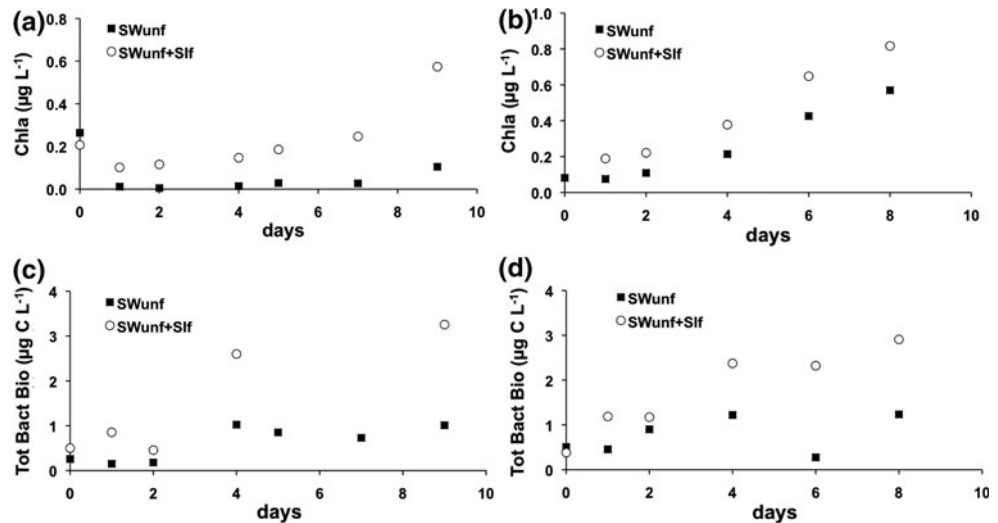 (a)
0.8
0.6
0.4
0.2
0.0
Chla (µg L-1)
SWunf
SWunf+SIf
0 2 4 6 8 10
days
(b)
1.0
0.8
0.6
0.4
0.2
0.0
Chla (µg L-1)
SWunf
SWunf+SIf
0 2 4 6 8 10
days
(c)
4
3
2
1
0
Tot Bact Bio (µg C L-1)
SWunf
SWunf+SIf
0 2 4 6 8 10
days
(d)
4
3
2
1
0
Tot Bact Bio (µg C L-1)
SWunf
SWunf+SIf
0 2 4 6 8 10
days